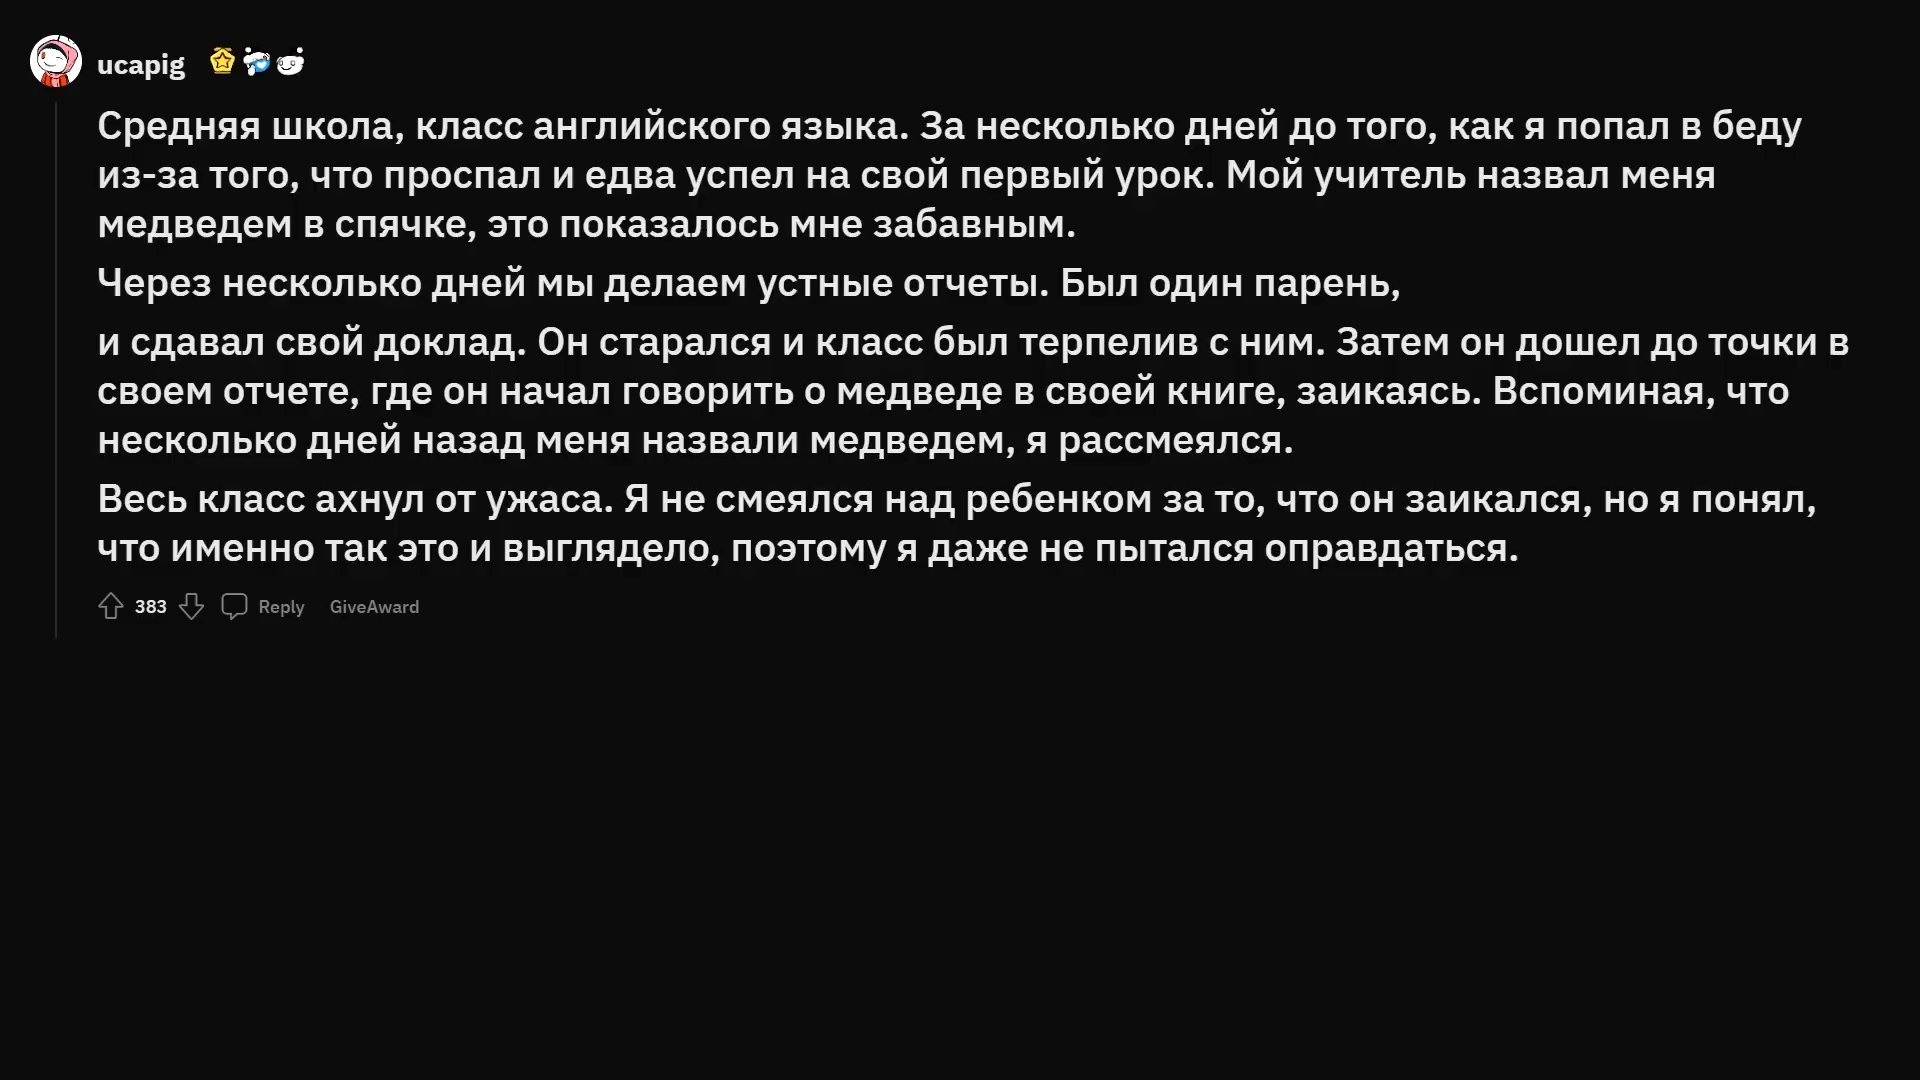 ucapig
Средняя школа, класс английского языка. За несколько дней до того, как я попал в беду
из-за того, что проспал и едва успел на свой первый урок. Мой учитель назвал меня
медведем в спячке, это показалось мне забавным.
Через несколько дней мы делаем устные отчеты. Был один парень,
и сдавал свой доклад. Он старался и класс был терпелив с ним. Затем он дошел до точки в
своем отчете, где он начал говорить о медведе в своей книге, заикаясь. Вспоминая, что
несколько дней назад меня назвали медведем, я рассмеялся.
Весь класс ахнул от ужаса. Я не смеялся над ребенком за то, что он заикался, но я понял,
что именно так это и выглядело, поэтому я даже не пытался оправдаться.
383 Reply GiveAward